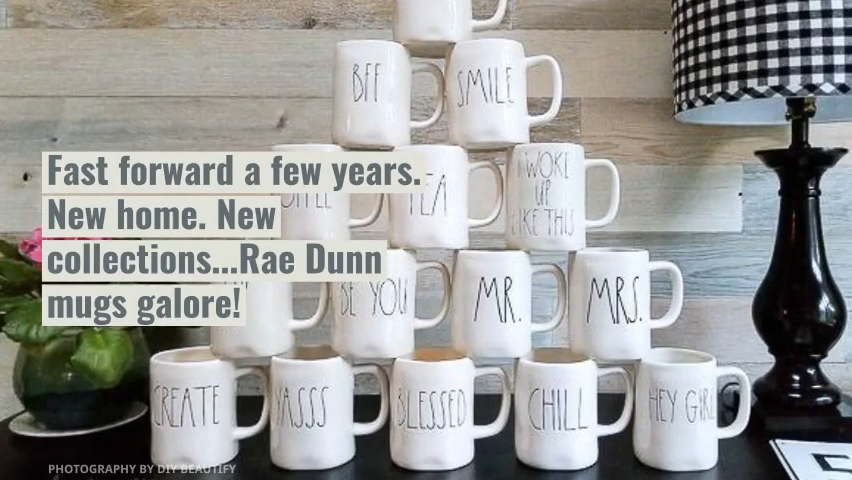 BFF
SMILE
Fast forward a few years.
New home. New
collections...Rae Dunn
mugs galore!
TEA
I WOKE
UP
LIKE THIS
BE YOU
MR.
MRS.
CREATE
YASSS
BLESSED
CHILL
HEY GIRL
PHOTOGRAPHY BY DIY BEAUTIFY